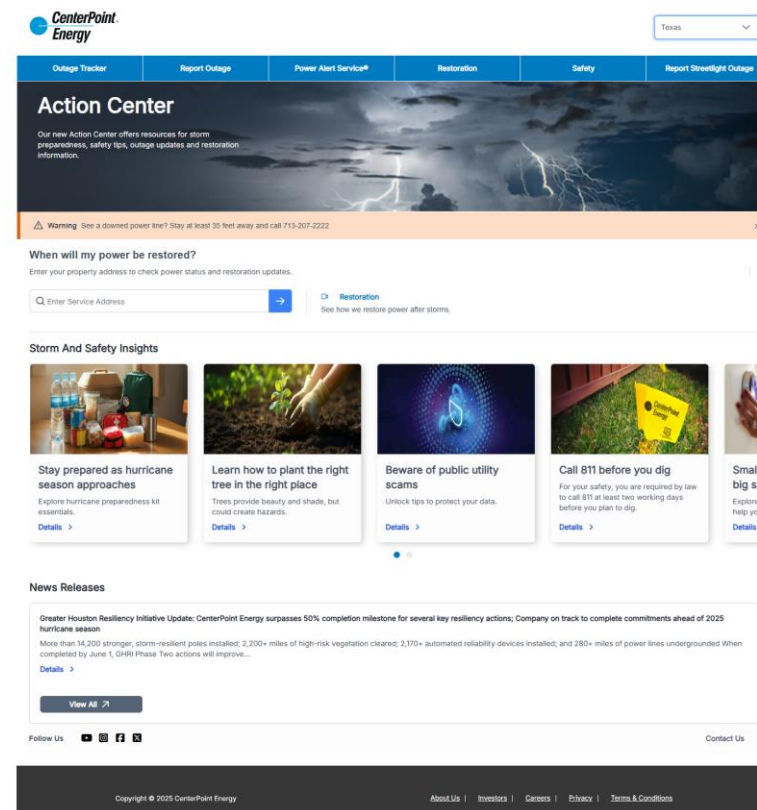 CenterPoint.
Energy
Texas
Outage Tracker
Report Outage
Power Alert Service®
Restoration
Safety
Report Streetlight Outage
Action Center
Our new Action Center offers resources for storm
preparedness, safety tips, outage updates and restoration
information.
Warning See a downed power line? Stay at least 35 feet away and call 713-207-2222
When will my power be restored?
Enter your property address to check power status and restoration updates.
Enter Service Address
Restoration
See how we restore power after storms.
Storm And Safety Insights
Stay prepared as hurricane
season approaches
Explore hurricane preparedness kit
essentials.
Details >
Learn how to plant the right
tree in the right place
Trees provide beauty and shade, but
could create hazards.
Details >
Beware of public utility
scams
Unlock tips to protect your data.
Details >
CenterPoint
Energy
Call 811 before you dig
For your safety, you are required by law
to call 811 at least two working days
before you plan to dig.
Details >
Smal
big s
Explore
help yo
Details
News Releases
Greater Houston Resiliency Initiative Update: CenterPoint Energy surpasses 50% completion milestone for several key resiliency actions; Company on track to complete commitments ahead of 2025
hurricane season
More than 14,200 stronger, storm-resilient poles installed; 2,200+ miles of high-risk vegetation cleared; 2,170+ automated reliability devices installed; and 280+ miles of power lines undergrounded When
completed by June 1, GHRI Phase Two actions will improve...
Details >
View All
Follow Us
Contact Us
Copyright © 2025 CenterPoint Energy
About Us | Investors | Careers | Privacy | Terms & Conditions